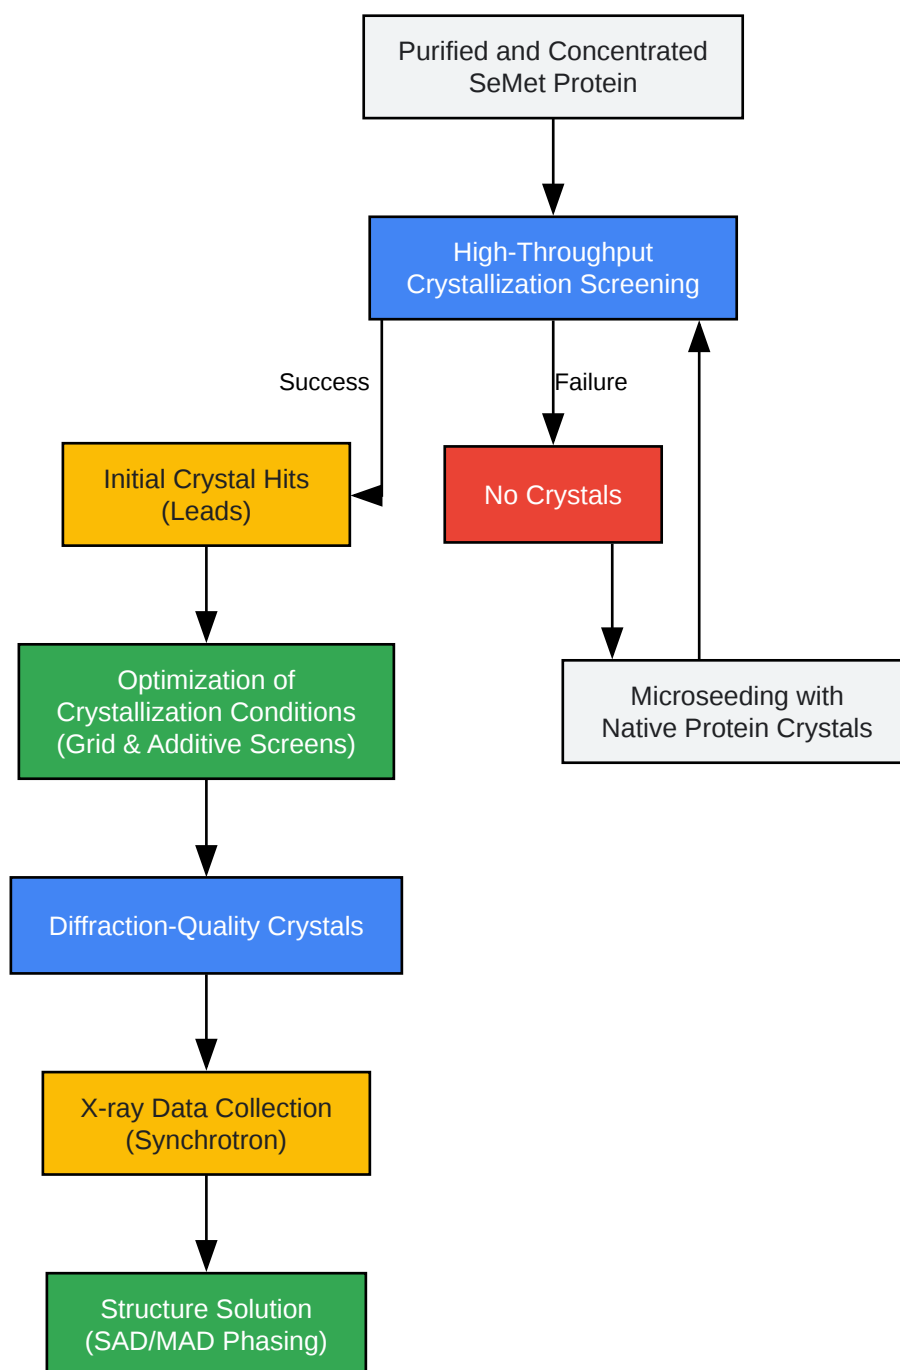 Purified and Concentrated
SeMet Protein
High-Throughput
Crystallization Screening
Success
Failure
Initial Crystal Hits
(Leads)
No Crystals
Optimization of
Crystallization Conditions
(Grid & Additive Screens)
Microseeding with
Native Protein Crystals
Diffraction-Quality Crystals
X-ray Data Collection
(Synchrotron)
Structure Solution
(SAD/MAD Phasing)